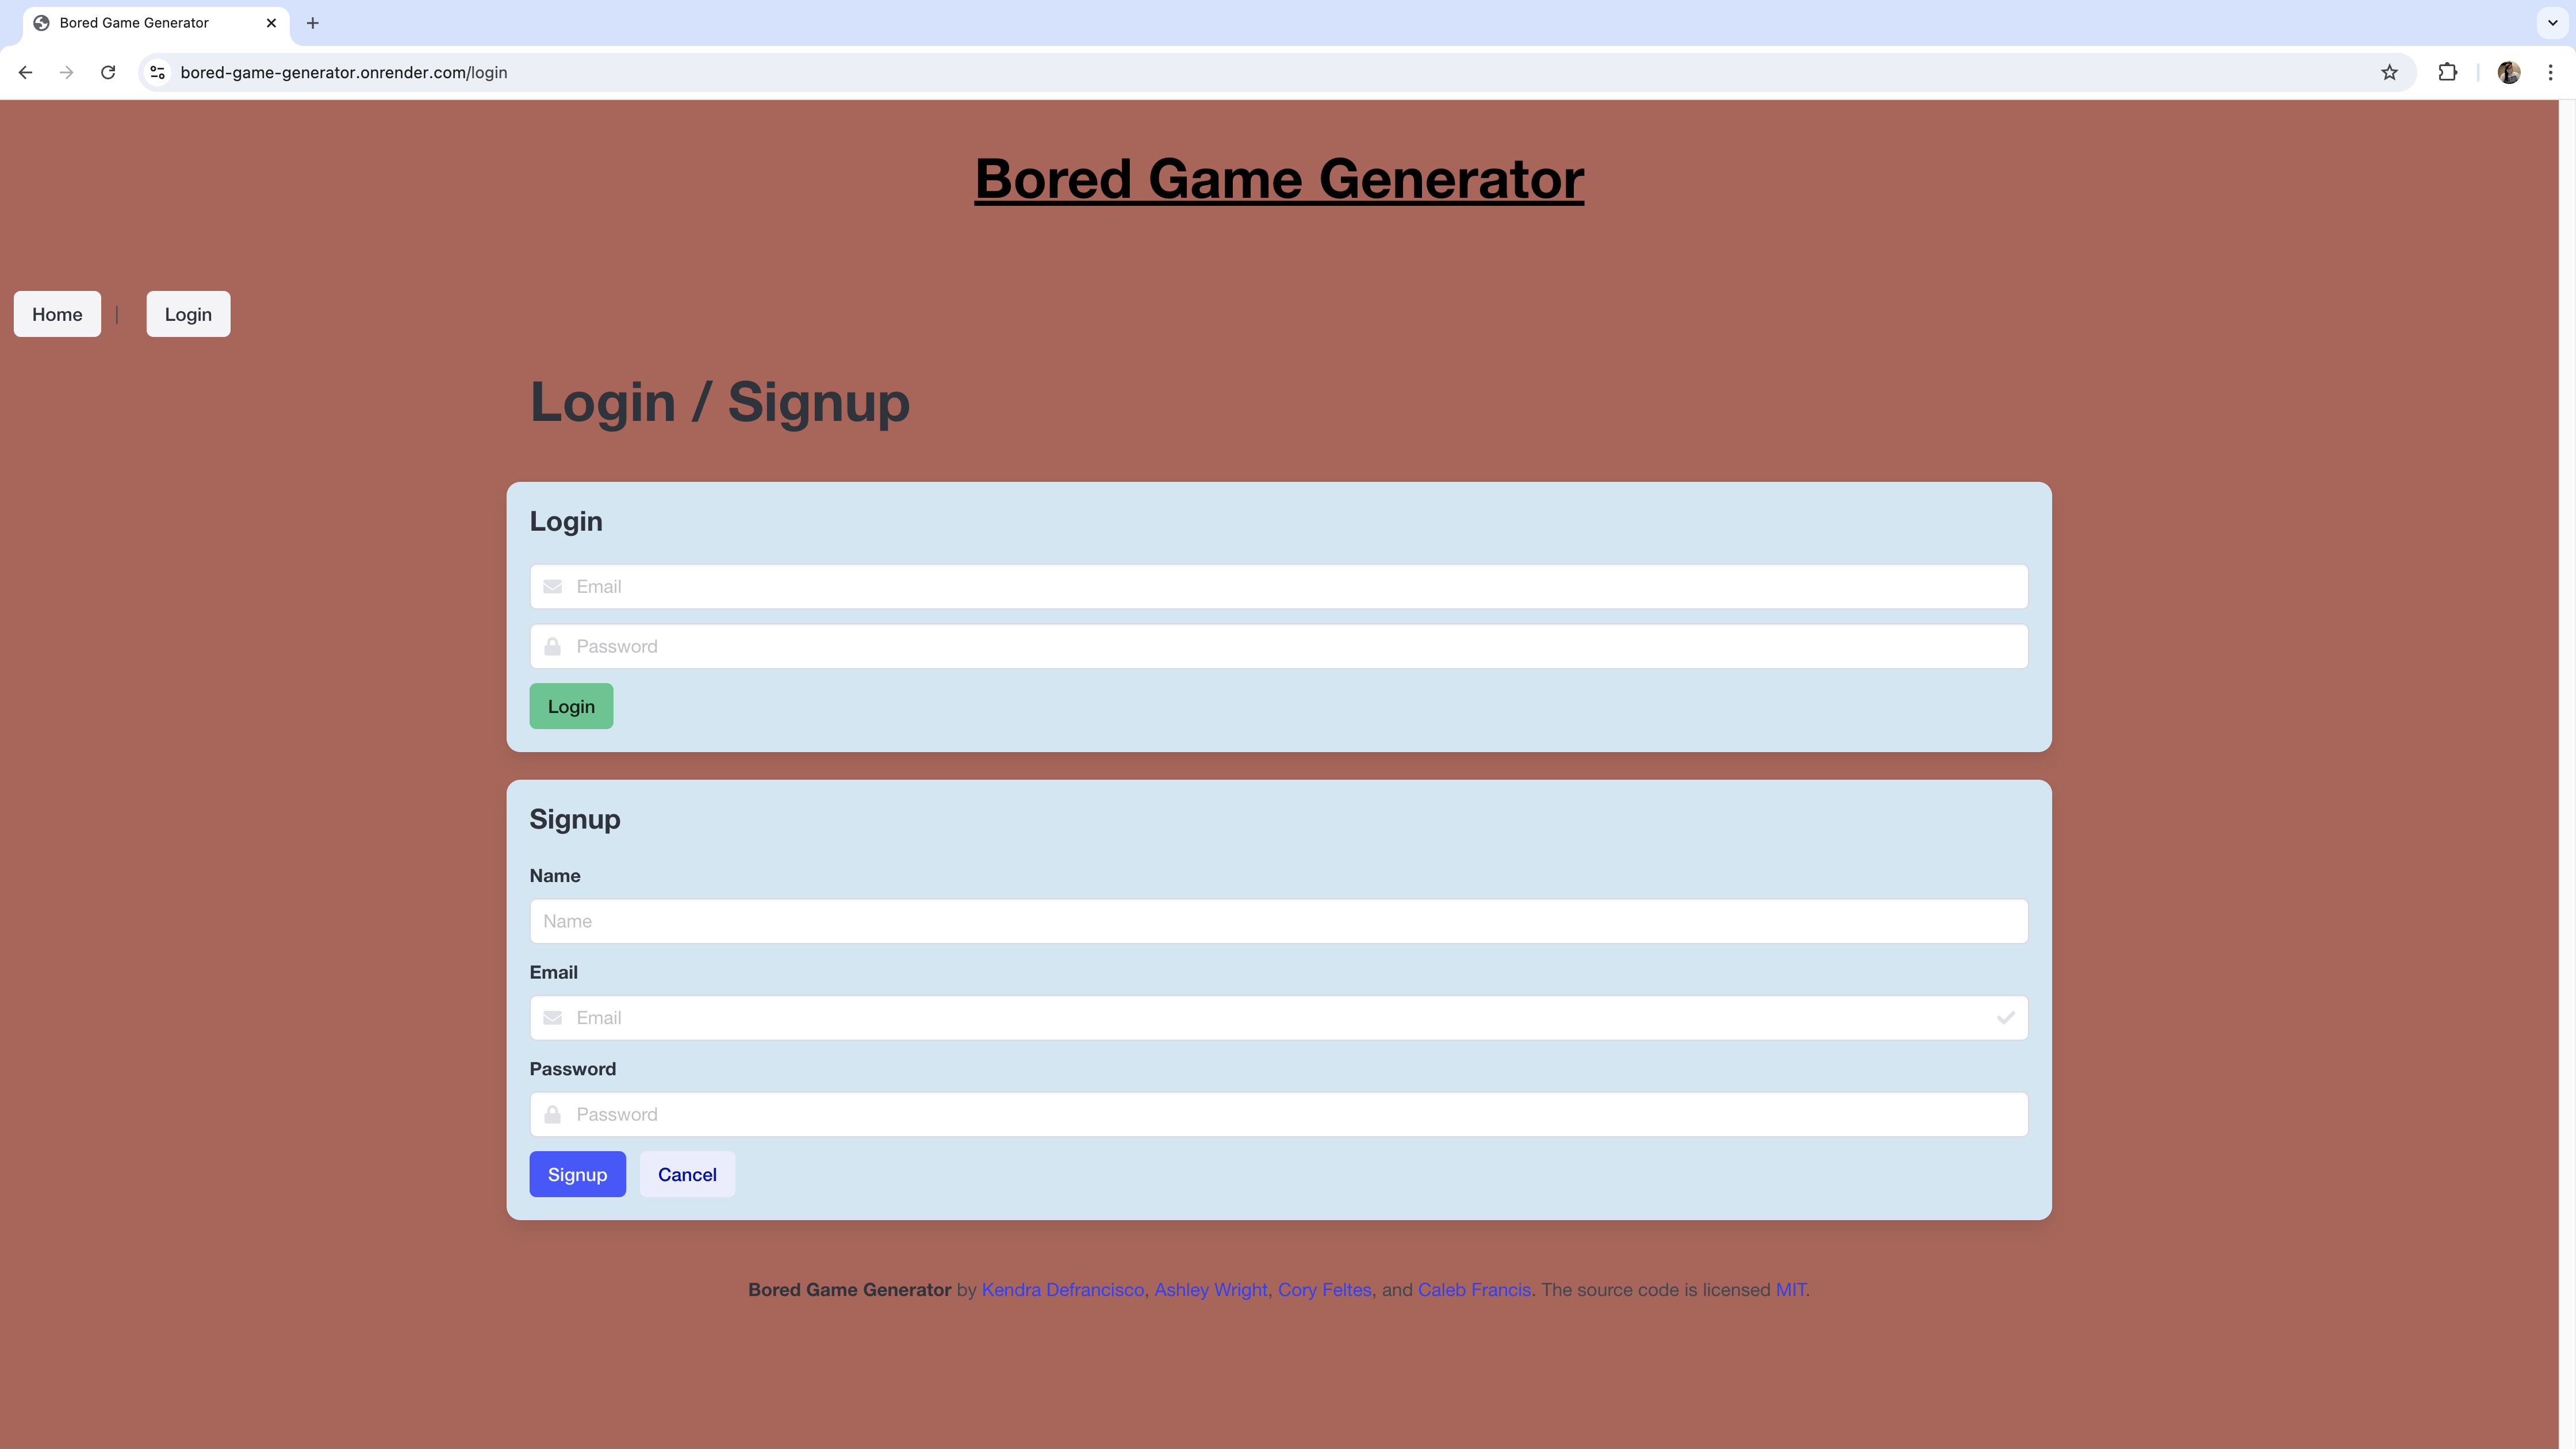 Bored Game Generator
bored-game-generator.onrender.com/login
Bored Game Generator
Home | Login
Login / Signup
Login
Email
Password
Login
Signup
Name
Name
Email
Email
Password
Password
Signup Cancel
Bored Game Generator by Kendra Defrancisco, Ashley Wright, Cory Feltes, and Caleb Francis. The source code is licensed MIT.